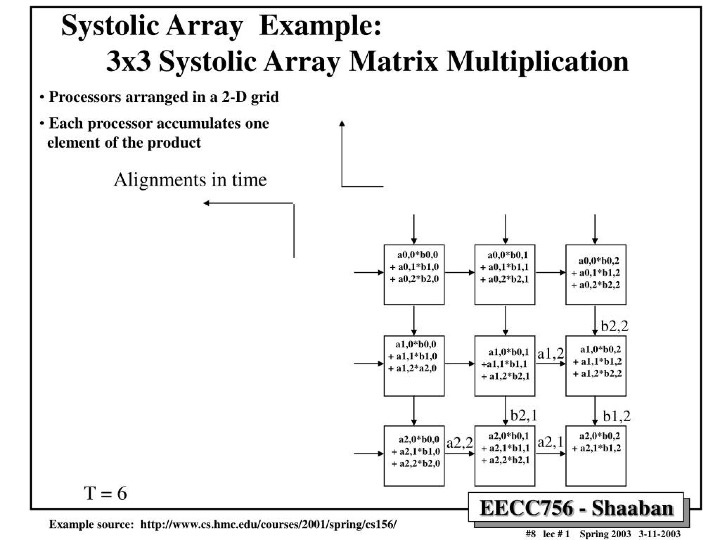 Systolic Array Example:
3x3 Systolic Array Matrix Multiplication
• Processors arranged in a 2-D grid
• Each processor accumulates one
element of the product
Alignments in time
a0,0*b0,0
+ a0,1*b1,0
+ a0,2*b2,0
a0,0*b0,1
+ a0,1*b1,1
+ a0,2*b2,1
a0,0*b0,2
+ a0,1*b1,2
+ a0,2*b2,2
b2,2
a1,0*b0,0
+ a1,1*b1,0
+ a1,2*a2,0
a1,0*b0,1
+a1,1*b1,1
+ a1,2*b2,1
a1,2
a1,0*b0,2
+ a1,1*b1,2
+ a1,2*b2,2
b2,1
b1,2
a2,0*b0,0
+ a2,1*b1,0
+ a2,2*b2,0
a2,2
a2,0*b0,1
+ a2,1*b1,1
+ a2,2*b2,1
a2,1
a2,0*b0,2
+ a2,1*b1,2
T = 6
EECC756 - Shaaban
Example source: http://www.cs.hmc.edu/courses/2001/spring/cs156/
#8 lec # 1 Spring 2003 3-11-2003